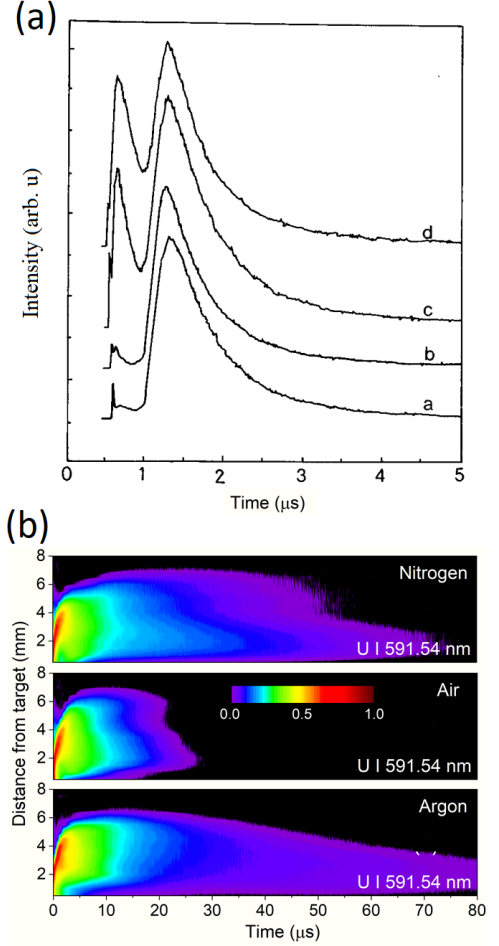 (a)
Intensity (arb. u)
d
c
b
a
0 1 2 3 4 5
Time (μs)
(b)
Distance from target (mm)
8
6
4
2
Nitrogen
U I 591.54 nm
8
6
4
2
Air
0.0 0.5 1.0
U I 591.54 nm
8
6
4
2
Argon
U I 591.54 nm
0 10 20 30 40 50 60 70 80
Time (μs)